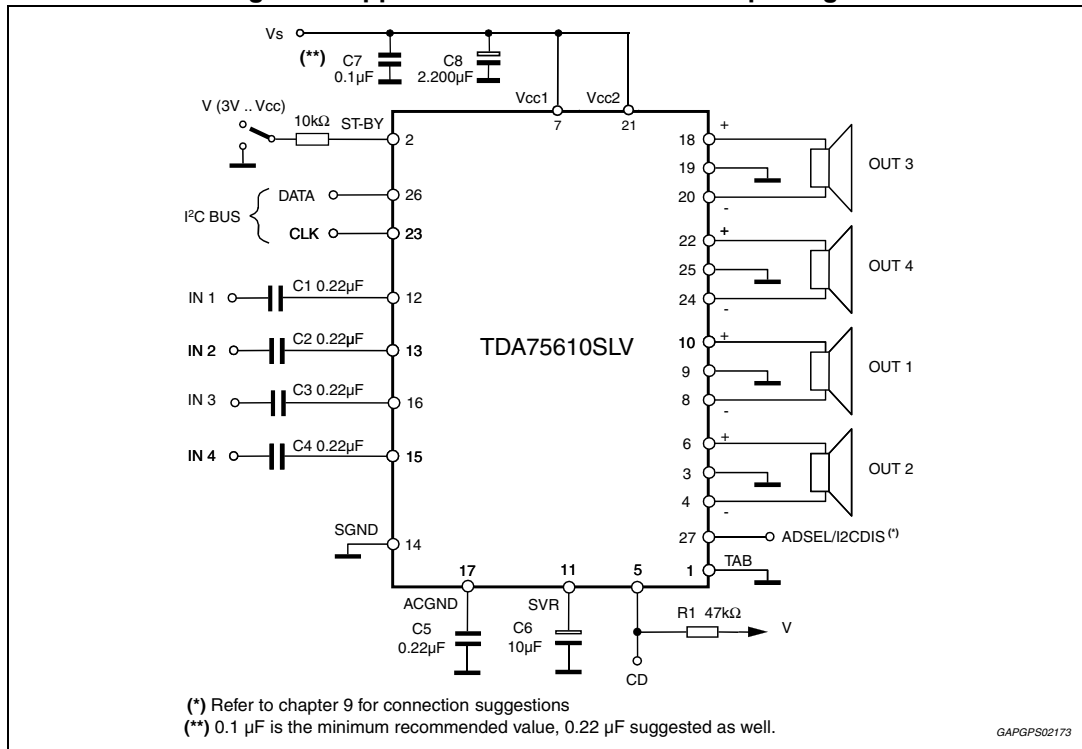 Vs
(**)
C7
0.1µF
C8
2.200µF
Vcc1
Vcc2
7
21
V (3V .. Vcc)
10kΩ
ST-BY
2
I²C BUS
DATA
26
CLK
23
IN 1
C1 0.22µF
12
IN 2
C2 0.22µF
13
IN 3
C3 0.22µF
16
IN 4
C4 0.22µF
15
SGND
14
TDA75610SLV
18
+
19
20
-
OUT 3
22
+
25
24
-
OUT 4
10
+
9
8
-
OUT 1
6
+
3
4
-
OUT 2
27
ADSEL/I2CDIS (*)
1
TAB
17
11
5
ACGND
SVR
C5
0.22µF
C6
10µF
R1 47kΩ
V
CD
(*) Refer to chapter 9 for connection suggestions
(**) 0.1 µF is the minimum recommended value, 0.22 µF suggested as well.
GAPGPS02173